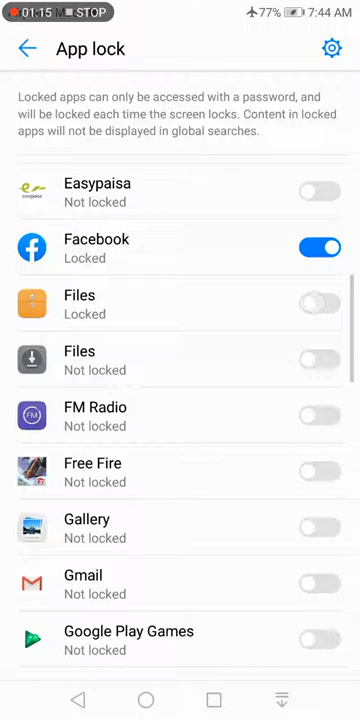 01:15 STOP
77% 7:44 AM
App lock
Locked apps can only be accessed with a password, and
will be locked each time the screen locks. Content in locked
apps will not be displayed in global searches.
easypaisa
Easypaisa
Not locked
Facebook
Locked
Files
Locked
Files
Not locked
FM
FM Radio
Not locked
Free Fire
Not locked
Gallery
Not locked
Gmail
Not locked
Google Play Games
Not locked